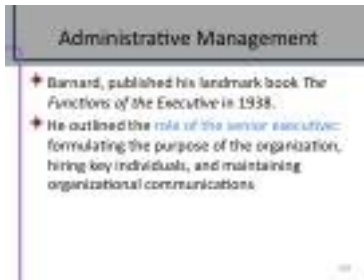 Administrative Management
Barnard, published his landmark book The
Functions of the Executive in 1938.
He outlined the role of the senior executive:
formulating the purpose of the organization,
hiring key individuals, and maintaining
organizational communications